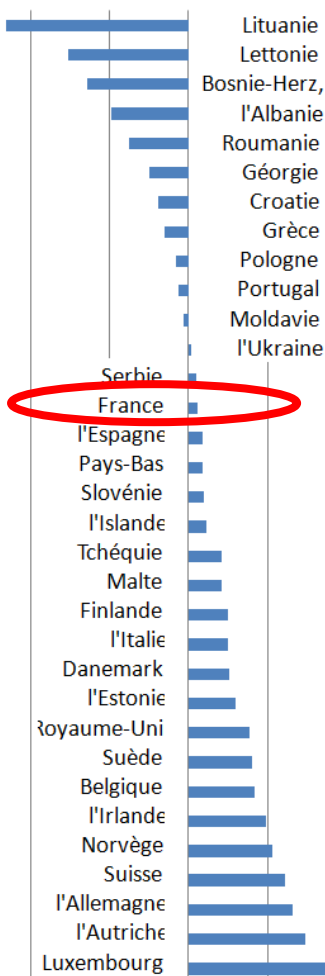 Lituanie
Lettonie
Bosnie-Herz,
l'Albanie
Roumanie
Géorgie
Croatie
Grèce
Pologne
Portugal
Moldavie
l'Ukraine
Serbie
France
l'Espagne
Pays-Bas
Slovénie
l'Islande
Tchéquie
Malte
Finlande
l'Italie
Danemark
l'Estonie
Royaume-Uni
Suède
Belgique
l'Irlande
Norvège
Suisse
l'Allemagne
l'Autriche
Luxembourg